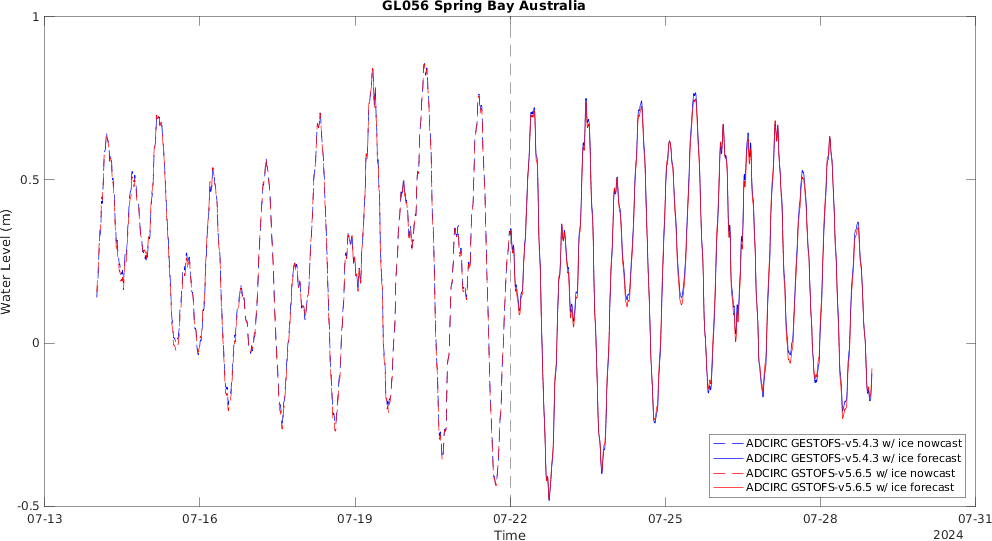 GL056 Spring Bay Australia
1
0.5
0
-0.5
Water Level (m)
07-13
07-16
07-19
07-22
07-25
07-28
07-31
Time
2024
ADCIRC GESTOFS-v5.4.3 w/ ice nowcast
ADCIRC GESTOFS-v5.4.3 w/ ice forecast
ADCIRC GSTOFS-v5.6.5 w/ ice nowcast
ADCIRC GSTOFS-v5.6.5 w/ ice forecast